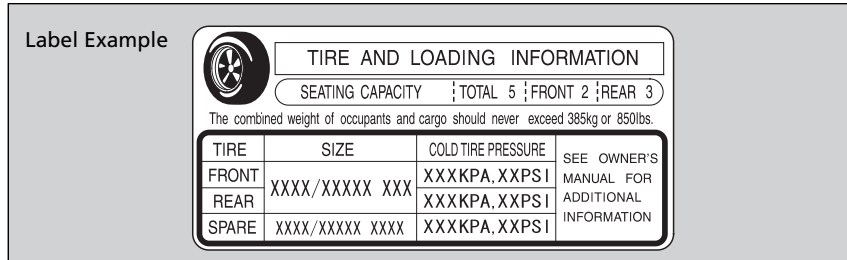 Label Example
TIRE AND LOADING INFORMATION
SEATING CAPACITY TOTAL 5 FRONT 2 REAR 3
The combined weight of occupants and cargo should never exceed 385kg or 850lbs.
TIRE SIZE COLD TIRE PRESSURE SEE OWNER'S MANUAL FOR ADDITIONAL INFORMATION
FRONT XXXX/XXXXX XXX XXXKPA,XXPSI
REAR XXXKPA,XXPSI
SPARE XXXX/XXXXX XXXX XXXKPA,XXPSI